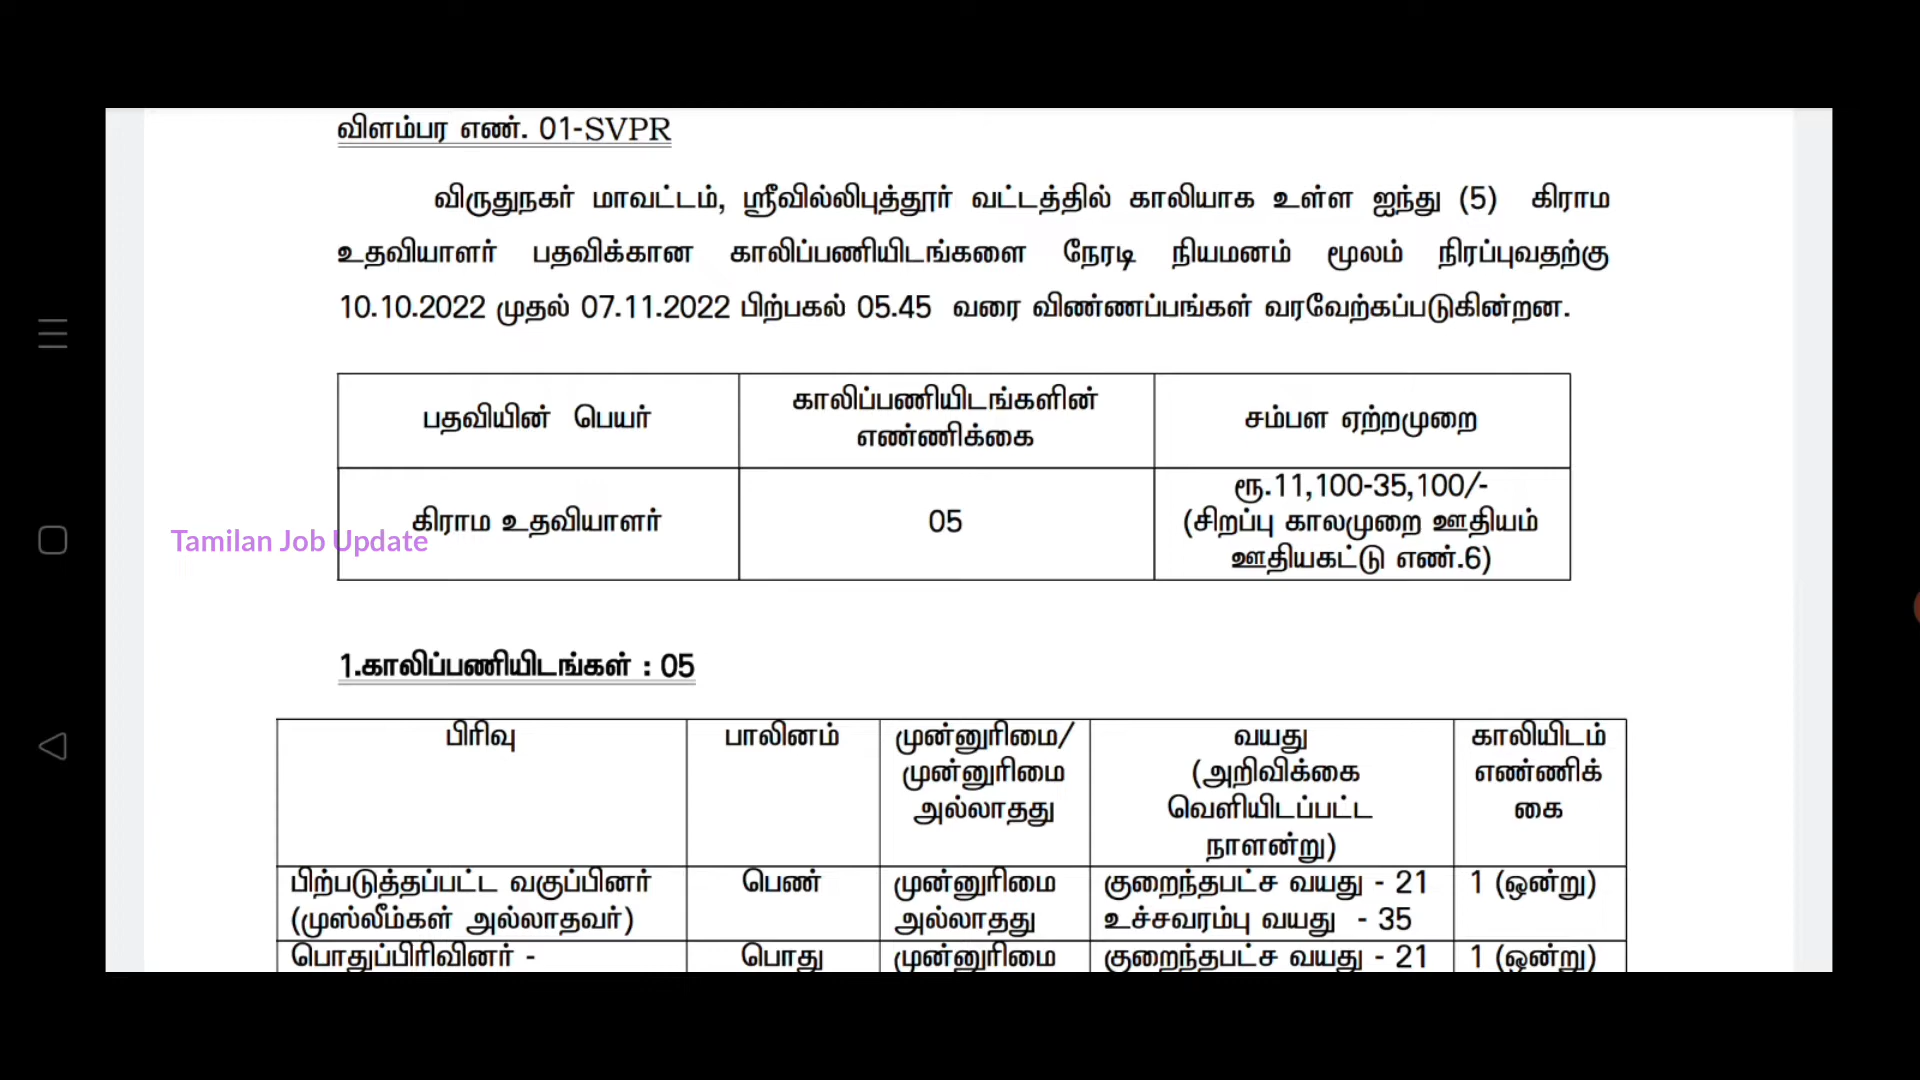 விளம்பர எண். 01-SVPR
விருதுநகர் மாவட்டம், ஸ்ரீவில்லிபுத்தூர் வட்டத்தில் காலியாக உள்ள ஐந்து (5) கிராம
உதவியாளர் பதவிக்கான காலிப்பணியிடங்களை நேரடி நியமனம் மூலம் நிரப்புவதற்கு
10.10.2022 முதல் 07.11.2022 பிற்பகல் 05.45 வரை விண்ணப்பங்கள் வரவேற்கப்படுகின்றன.
பதவியின் பெயர்
காலிப்பணியிடங்களின்
எண்ணிக்கை
சம்பள ஏற்றமுறை
கிராம உதவியாளர்
05
ரூ.11,100-35,100/-
(சிறப்பு காலமுறை ஊதியம்
ஊதியகட்டு எண்.6)
Tamilan Job Update
1.காலிப்பணியிடங்கள் : 05
பிரிவு
பாலினம்
முன்னுரிமை/
முன்னுரிமை
அல்லாதது
வயது
(அறிவிக்கை
வெளியிடப்பட்ட
நாளன்று)
காலியிடம்
எண்ணிக்
கை
பிற்படுத்தப்பட்ட வகுப்பினர்
(முஸ்லீம்கள் அல்லாதவர்)
பெண்
முன்னுரிமை
அல்லாதது
குறைந்தபட்ச வயது - 21
உச்சவரம்பு வயது - 35
1 (ஒன்று)
பொதுப்பிரிவினர் -
பொது
முன்னுரிமை
குறைந்தபட்ச வயது - 21
1 (ஒன்று)